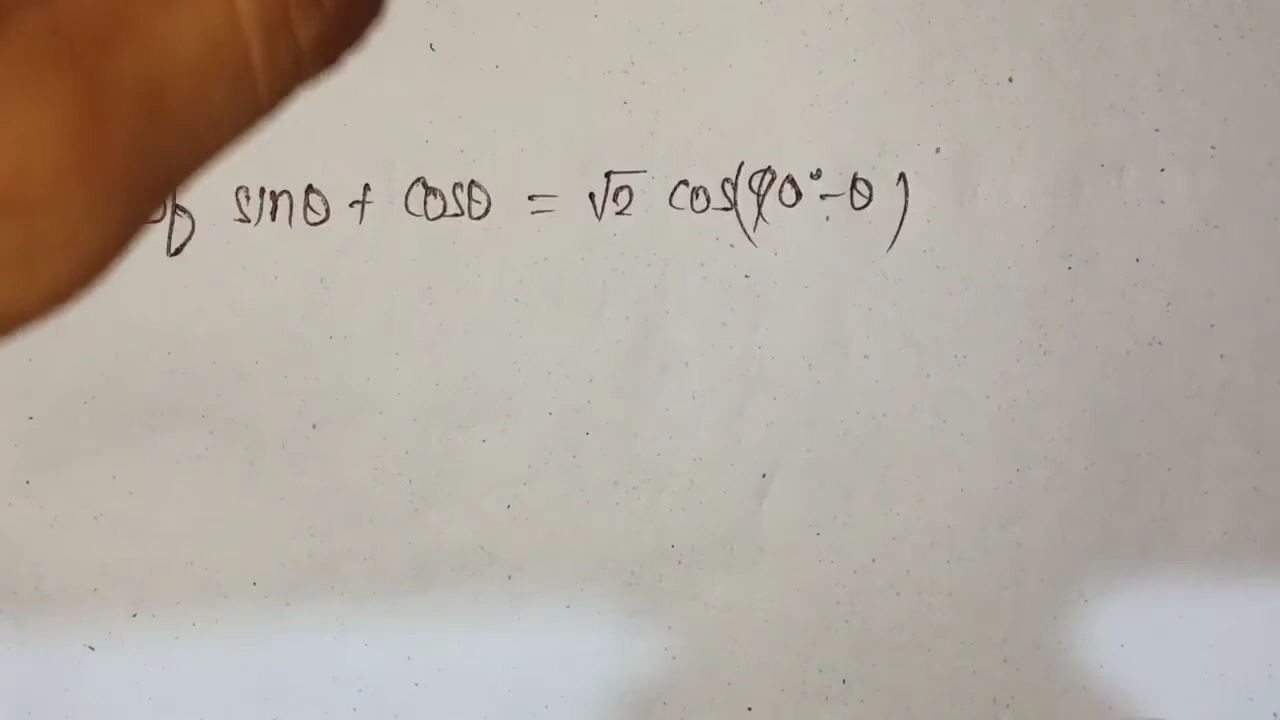 sinθ + cosθ = √2 cos(90°-θ)